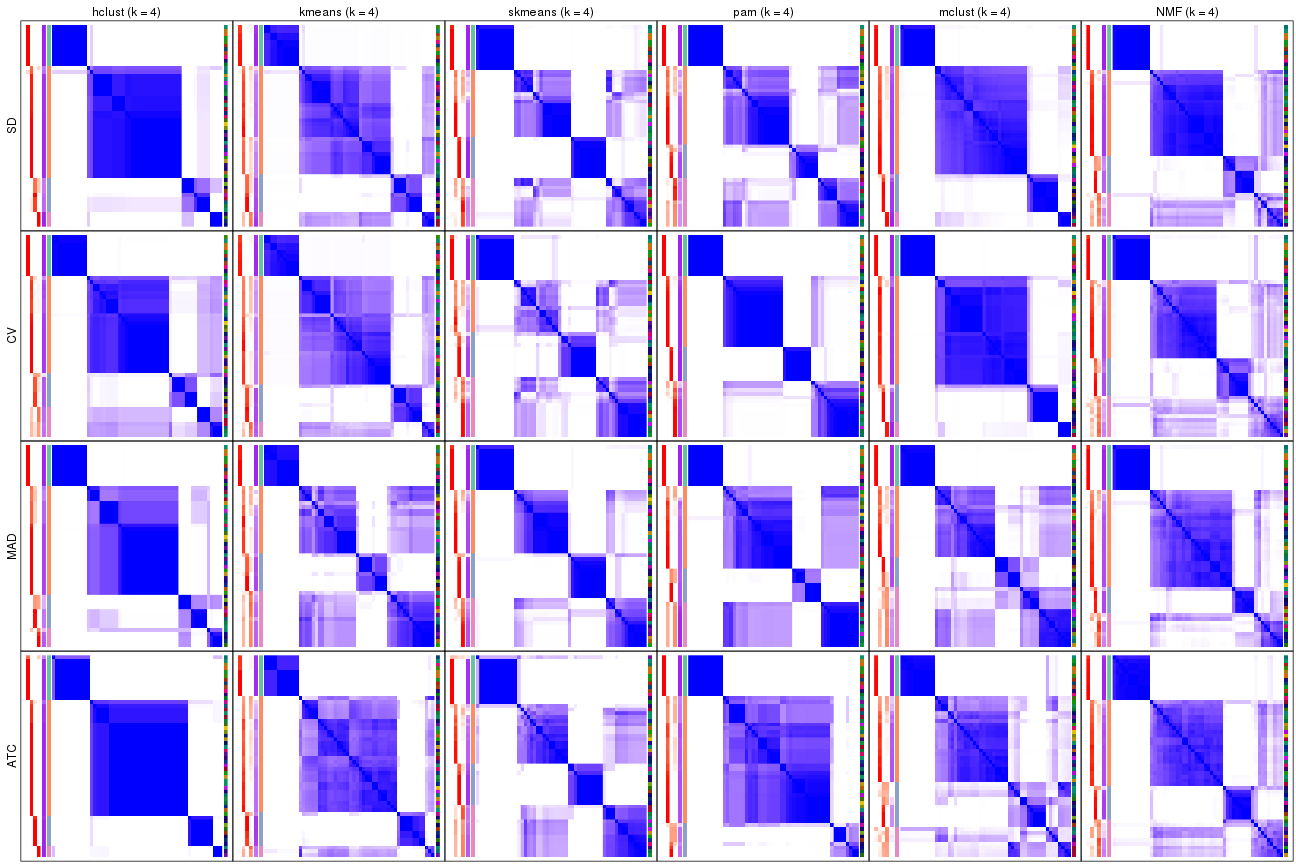 hclust (k = 4) kmeans (k = 4) skmeans (k = 4) pam (k = 4) mclust (k = 4) NMF (k = 4)
SD
CV
MAD
ATC